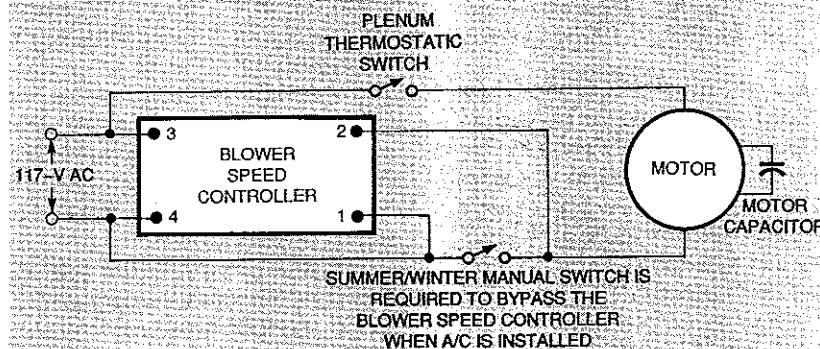 PLENUM
THERMOSTATIC
SWITCH
3
2
BLOWER
SPEED
CONTROLLER
117-V AC
4
1
MOTOR
MOTOR
CAPACITOR
SUMMER/WINTER MANUAL SWITCH IS
REQUIRED TO BYPASS THE
BLOWER SPEED CONTROLLER
WHEN A/C IS INSTALLED